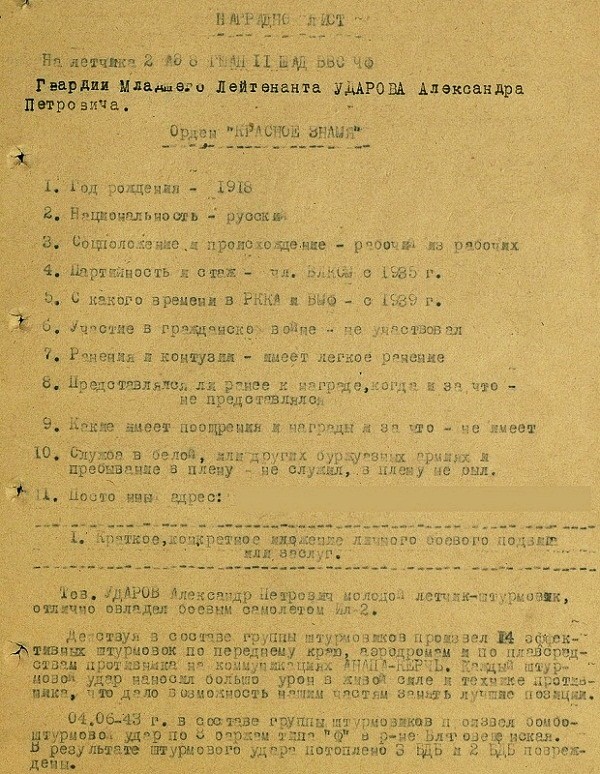 НАГРАДНОЙ ЛИСТ
На летчика 2 АЭ 8 ГШАП 11 ШАД ВВС ЧФ
Гвардии Младшего Лейтенанта УДАРОВА Александра
Петровича.
Орден "КРАСНОЕ ЗНАМЯ"
1. Год рождения - 1918
2. Национальность - русский
3. Соцположение и происхождение - рабочий из рабочих
4. Партийность и стаж - чл. ВЛКСМ с 1935 г.
5. С какого времени в РККА и ВМФ - с 1939 г.
6. Участие в гражданской войне - не участвовал
7. Ранения и контузия - имеет легкое ранение
8. Представлялся ли ранее к награде, когда и за что -
не представлялся
9. Какие имеет поощрения и награды и за что - не имеет
10. Служба в белой, или других буржуазных армиях и
пребывание в плену - не служил, в плену не был.
11. Постоянный адрес:
1. Краткое, конкретное изложение личного боевого подвига
или заслуг.
Тов. УДАРОВ Александр Петрович молодой летчик-штурмовик,
отлично овладел боевым самолетом Ил-2.
Действуя в составе группы штурмовиков произвел 14 эффек-
тивных штурмовок по переднему краю, аэродромам и по плавсред-
ствам противника на коммуникациях АНАПА-КЕРЧЬ. Каждый штур-
мовой удар наносил большой урон в живой силе и технике против-
ника, что дало возможность нашим частям занять лучшие позиции.
04.06-43 г. в составе группы штурмовиков произвел бомбо-
штурмовой удар по 8 баржам типа "Ф" в р-не Благовещенская.
В результате штурмового удара потоплено 3 БДБ и 2 БДБ повреж-
дены.